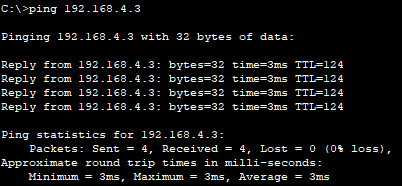 C:\>ping 192.168.4.3
Pinging 192.168.4.3 with 32 bytes of data:
Reply from 192.168.4.3: bytes=32 time=3ms TTL=124
Reply from 192.168.4.3: bytes=32 time=3ms TTL=124
Reply from 192.168.4.3: bytes=32 time=3ms TTL=124
Reply from 192.168.4.3: bytes=32 time=3ms TTL=124
Ping statistics for 192.168.4.3:
    Packets: Sent = 4, Received = 4, Lost = 0 (0% loss),
Approximate round trip times in milli-seconds:
    Minimum = 3ms, Maximum = 3ms, Average = 3ms